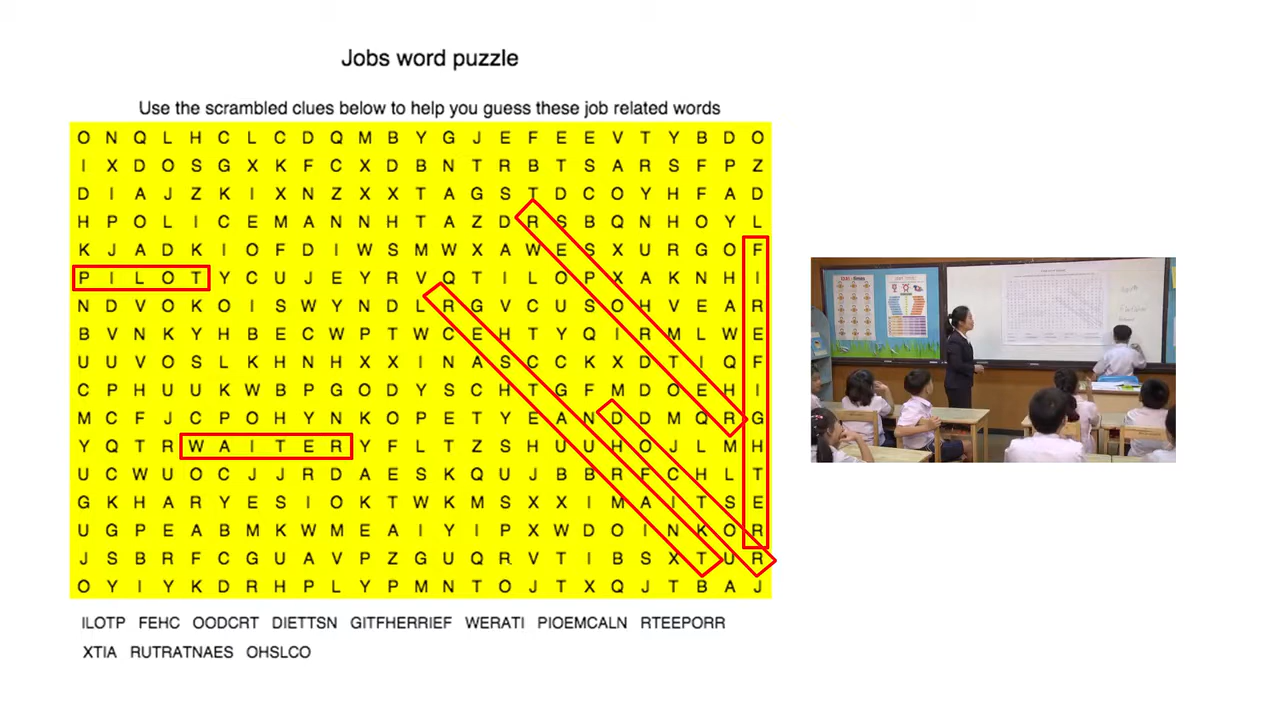 Jobs word puzzle
Use the scrambled clues below to help you guess these job related words
O N Q L H C L C D Q M B Y G J E F E E V T Y B D O
I X D O S G X K F C X D B N T R B T S A R S F P Z
D I A J Z K I X N Z X X T A G S T D C O Y H F A D
H P O L I C E M A N N H T A Z D R S B Q N H O Y L
K J A D K I O F D I W S M W X A W E S X U R G O F
P I L O T Y C U J E Y R V Q T I L O P X A K N H I
N D V O K O I S W Y N D L R G V C U S O H V E A R
B V N K Y H B E C W P T W C E H T Y Q I R M L W E
U U V O S L K H N H X X I N A S C C K X D T I Q F
C P H U U K W B P G O D Y S C H T G F M D O E H I
M C F J C P O H Y N K O P E T Y E A N D D M Q R G
Y Q T R W A I T E R Y F L T Z S H U U H O J L M H
U C W U O C J J R D A E S K Q U J B B R F C H L T
G K H A R Y E S I O K T W K M S X X I M A I T S E
U G P E A B M K W M E A I Y I P X W D O I N K O R
J S B R F C G U A V P Z G U Q R V T I B S X T U R
O Y I Y K D R H P L Y P M N T O J T X Q J T B A J
ILOTP FEHC OODCRT DIETTSN GITFHERRIEF WERATI PIOEMCALN RTEEPORR
XTIA RUTRATNAES OHSLCO